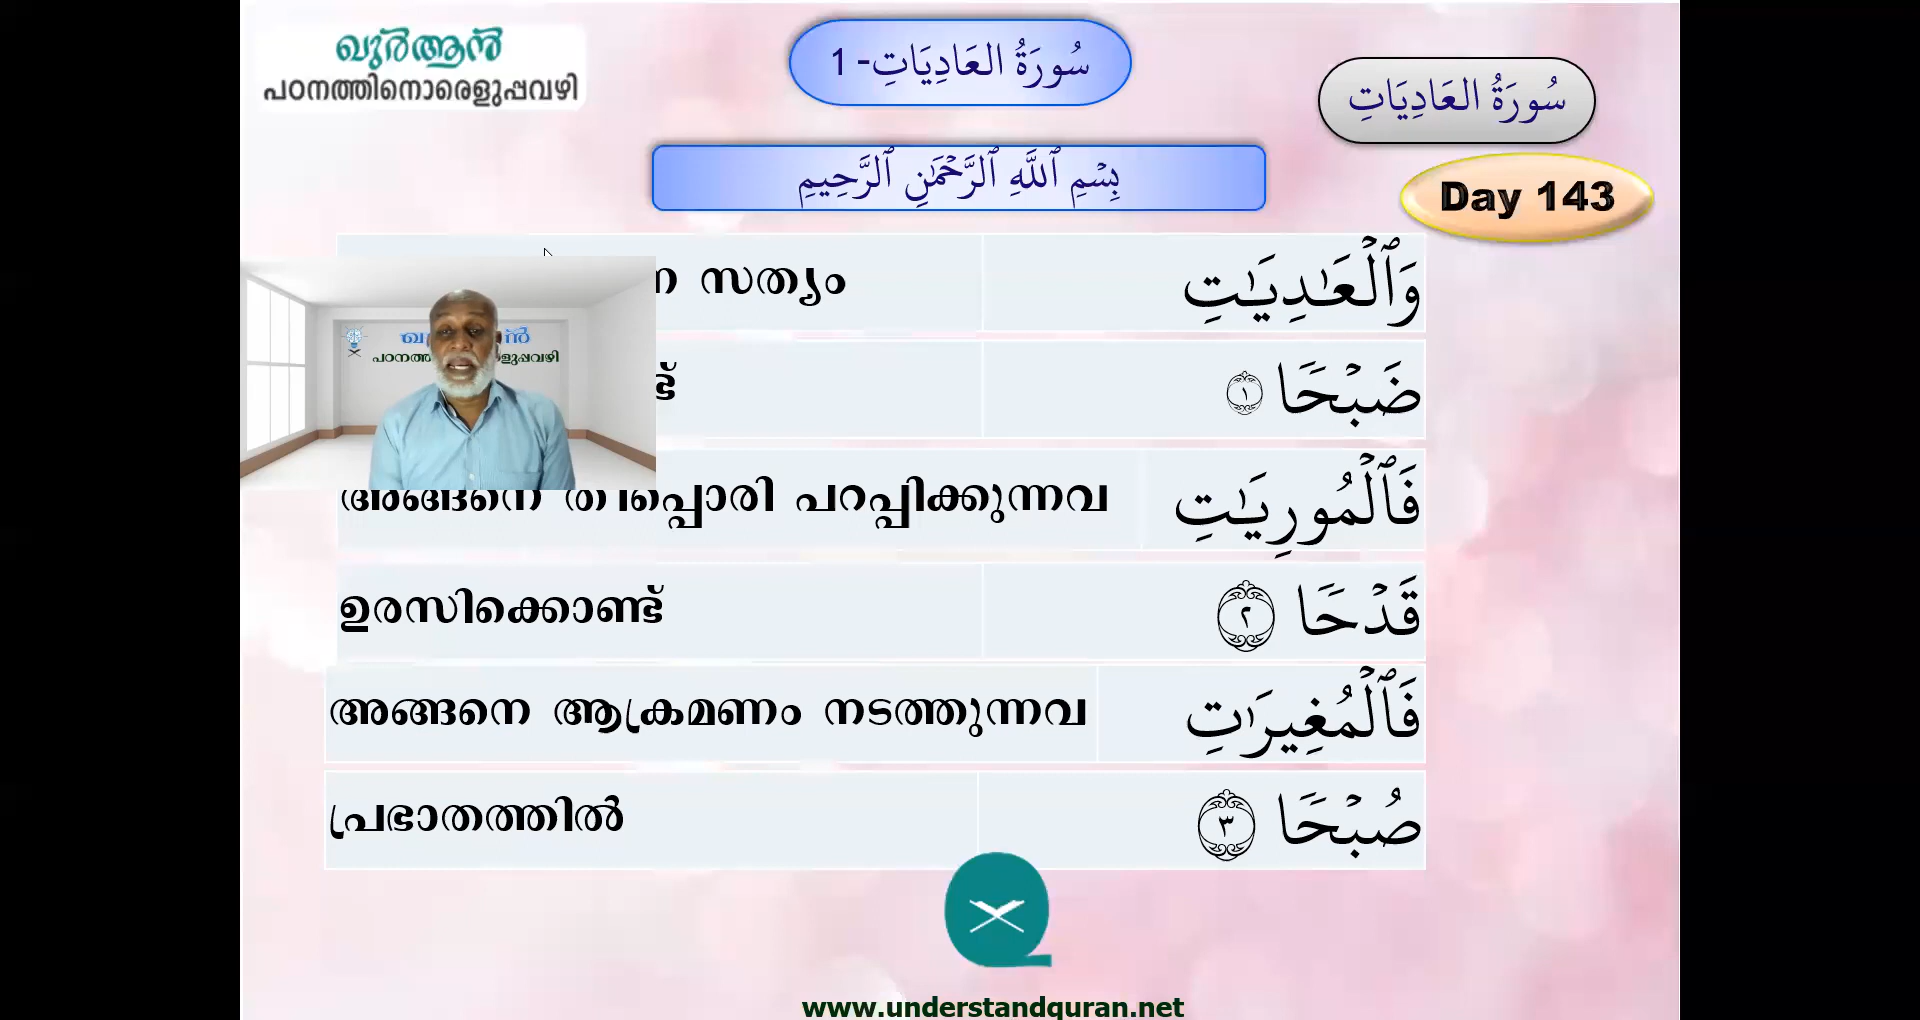 ഖുർആൻ
പഠനത്തിനൊരെളുപ്പവഴി
سُورَةُ العَادِيَاتِ- 1
سُورَةُ العَادِيَاتِ
بِسْمِ ٱللَّهِ ٱلرَّحْمَٰنِ ٱلرَّحِيمِ
Day 143
സത്യം وَٱلْعَٰدِيَٰتِ
ضَبْحًا ١
അങ്ങനെ തീപ്പൊരി പറപ്പിക്കുന്നവ فَٱلْمُورِيَٰتِ
ഉരസിക്കൊണ്ട് قَدْحًا ٢
അങ്ങനെ ആക്രമണം നടത്തുന്നവ فَٱلْمُغِيرَٰتِ
പ്രഭാതത്തിൽ صُبْحًا ٣
www.understandquran.net